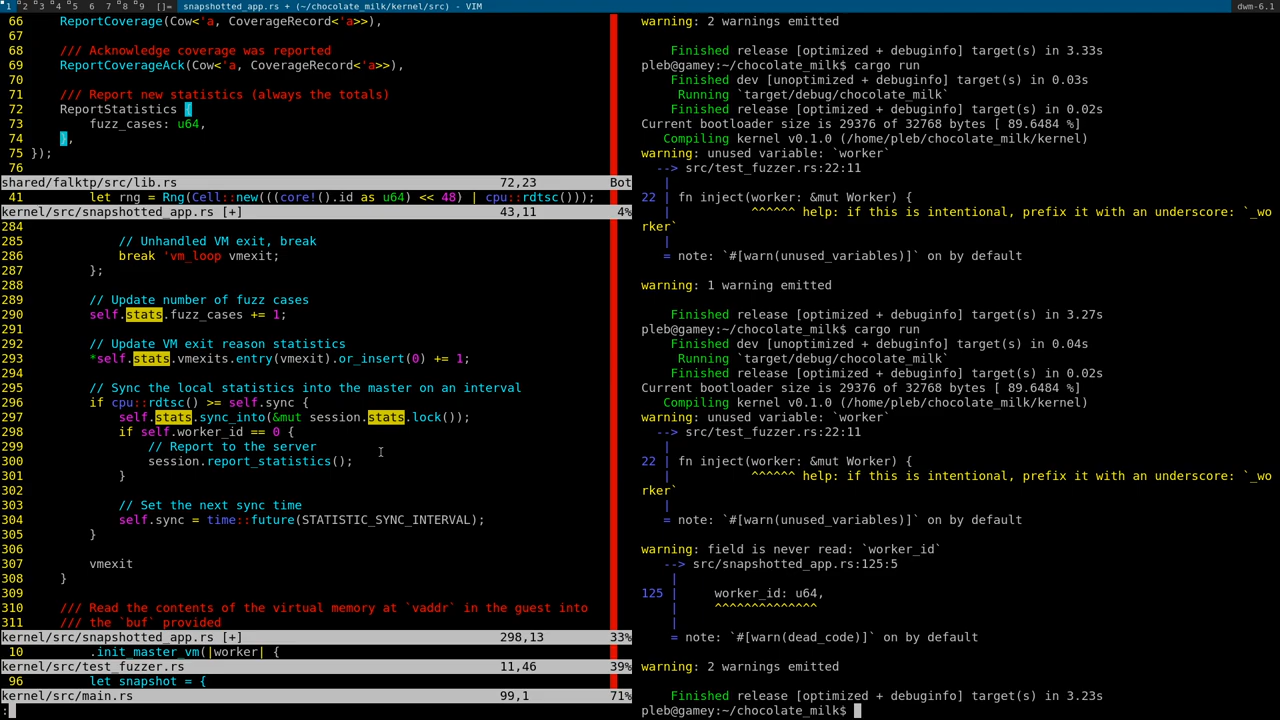 1 2 3 4 5 6 7 8 9 []= snapshotted_app.rs + (~/chocolate_milk/kernel/src) - VIM dwm-6.1
66     ReportCoverage(Cow<'a, CoverageRecord<'a>>),
67
68     /// Acknowledge coverage was reported
69     ReportCoverageAck(Cow<'a, CoverageRecord<'a>>),
70
71     /// Report new statistics (always the totals)
72     ReportStatistics {
73         fuzz_cases: u64,
74     },
75 });
76
shared/falktp/src/lib.rs 72,23 Bot
41         let rng = Rng(Cell::new(((core!().id as u64) << 48) | cpu::rdtsc()));
kernel/src/snapshotted_app.rs [+] 43,11 4%
284
285             // Unhandled VM exit, break
286             break 'vm_loop vmexit;
287         };
288
289         // Update number of fuzz cases
290         self.stats.fuzz_cases += 1;
291
292         // Update VM exit reason statistics
293         *self.stats.vmexits.entry(vmexit).or_insert(0) += 1;
294
295         // Sync the local statistics into the master on an interval
296         if cpu::rdtsc() >= self.sync {
297             self.stats.sync_into(&mut session.stats.lock());
298             if self.worker_id == 0 {
299                 // Report to the server
300                 session.report_statistics();
301             }
302
303             // Set the next sync time
304             self.sync = time::future(STATISTIC_SYNC_INTERVAL);
305         }
306
307         vmexit
308     }
309
310     /// Read the contents of the virtual memory at `vaddr` in the guest into
311     /// the `buf` provided
kernel/src/snapshotted_app.rs [+] 298,13 33%
10         .init_master_vm(|worker| {
kernel/src/test_fuzzer.rs 11,46 39%
96         let snapshot = {
kernel/src/main.rs 99,1 71%
:
warning: 2 warnings emitted

    Finished release [optimized + debuginfo] target(s) in 3.33s
pleb@gamey:~/chocolate_milk$ cargo run
    Finished dev [unoptimized + debuginfo] target(s) in 0.03s
     Running `target/debug/chocolate_milk`
    Finished release [optimized + debuginfo] target(s) in 0.02s
Current bootloader size is 29376 of 32768 bytes [ 89.6484 %]
   Compiling kernel v0.1.0 (/home/pleb/chocolate_milk/kernel)
warning: unused variable: `worker`
  --> src/test_fuzzer.rs:22:11
   |
22 | fn inject(worker: &mut Worker) {
   |           ^^^^^^ help: if this is intentional, prefix it with an underscore: `_wo
rker`
   |
   = note: `#[warn(unused_variables)]` on by default

warning: 1 warning emitted

    Finished release [optimized + debuginfo] target(s) in 3.27s
pleb@gamey:~/chocolate_milk$ cargo run
    Finished dev [unoptimized + debuginfo] target(s) in 0.04s
     Running `target/debug/chocolate_milk`
    Finished release [optimized + debuginfo] target(s) in 0.02s
Current bootloader size is 29376 of 32768 bytes [ 89.6484 %]
   Compiling kernel v0.1.0 (/home/pleb/chocolate_milk/kernel)
warning: unused variable: `worker`
  --> src/test_fuzzer.rs:22:11
   |
22 | fn inject(worker: &mut Worker) {
   |           ^^^^^^ help: if this is intentional, prefix it with an underscore: `_wo
rker`
   |
   = note: `#[warn(unused_variables)]` on by default

warning: field is never read: `worker_id`
   --> src/snapshotted_app.rs:125:5
    |
125 |     worker_id: u64,
    |     ^^^^^^^^^^^^^^
    |
    = note: `#[warn(dead_code)]` on by default

warning: 2 warnings emitted

    Finished release [optimized + debuginfo] target(s) in 3.23s
pleb@gamey:~/chocolate_milk$